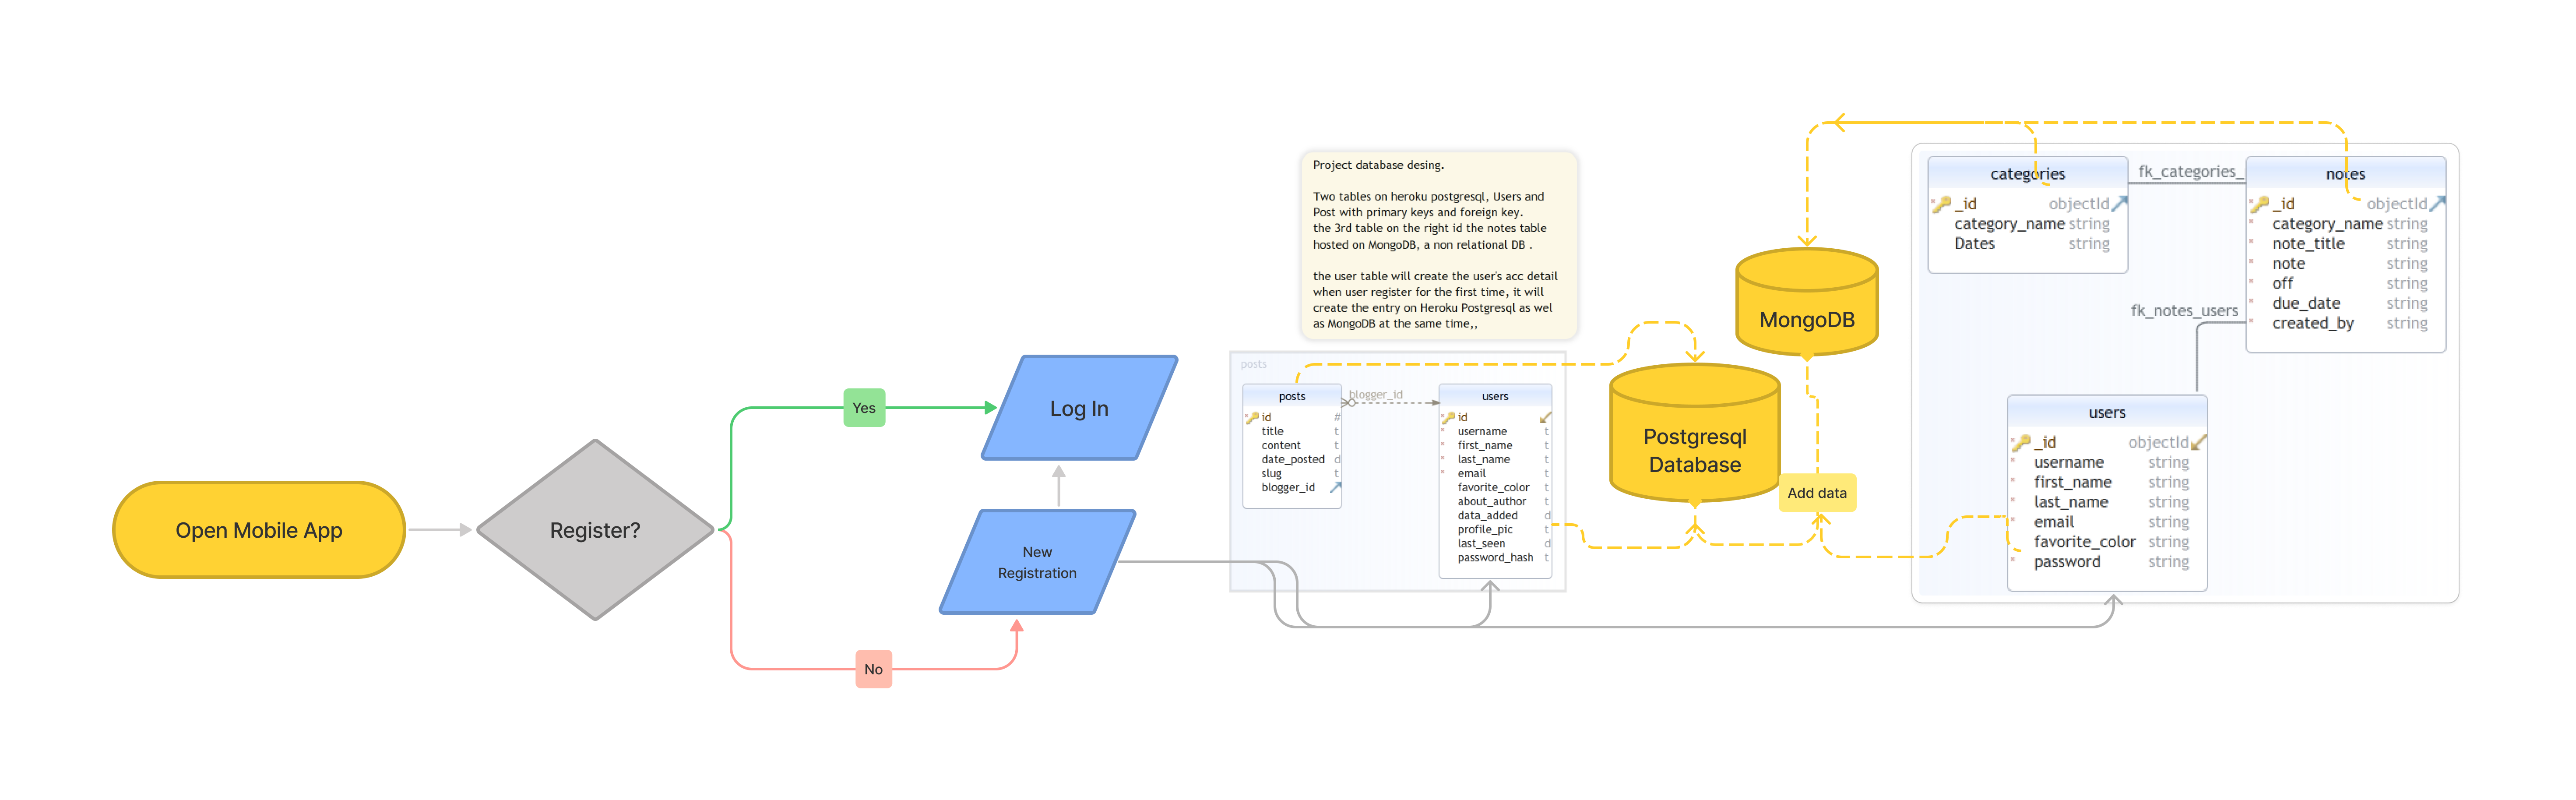 Open Mobile App
Register?
Yes
No
Log In
New
Registration
Project database desing.
Two tables on heroku postgresql, Users and
Post with primary keys and foreign key.
the 3rd table on the right id the notes table
hosted on MongoDB, a non relational DB .
the user table will create the user's acc detail
when user register for the first time, it will
create the entry on Heroku Postgresql as wel
as MongoDB at the same time,,
posts
posts
id #
title t
content t
date_posted d
slug t
blogger_id
blogger_id
users
id
username t
first_name t
last_name t
email t
favorite_color t
about_author t
data_added d
profile_pic t
last_seen d
password_hash t
Postgresql
Database
MongoDB
Add data
categories
_id objectId
category_name string
Dates string
fk_categories_
notes
_id objectId
category_name string
note_title string
note string
off string
due_date string
created_by string
fk_notes_users
users
_id objectId
username string
first_name string
last_name string
email string
favorite_color string
password string